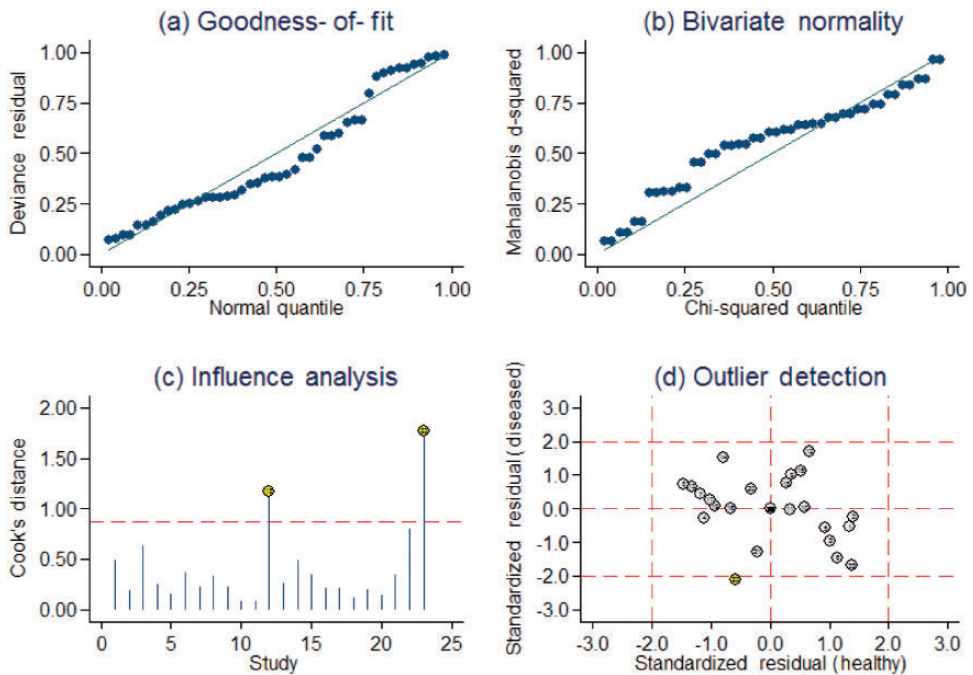 (a) Goodness-of- fit
Deviance residual
1.00
0.75
0.50
0.25
0.00
0.00 0.25 0.50 0.75 1.00
Normal quantile
(b) Bivariate normality
Mahalanobis d-squared
1.00
0.75
0.50
0.25
0.00
0.00 0.25 0.50 0.75 1.00
Chi-squared quantile
(c) Influence analysis
Cook's distance
2.00
1.50
1.00
0.50
0.00
0 5 10 15 20 25
Study
(d) Outlier detection
Standardized residual(diseased)
3.0
2.0
1.0
0.0
-1.0
-2.0
-3.0
-3.0 -2.0 -1.0 0.0 1.0 2.0 3.0
Standardized residual (healthy)